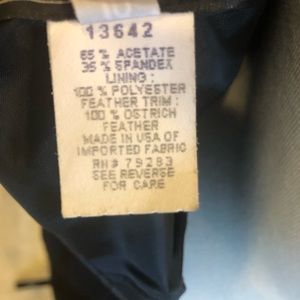 10
13642
65% ACETATE
35% SPANDEX
LINING:
100% POLYESTER
FEATHER TRIM:
100% OSTRICH
FEATHER
MADE IN USA OF
IMPORTED FABRIC
RN# 79283
SEE REVERSE
FOR CARE